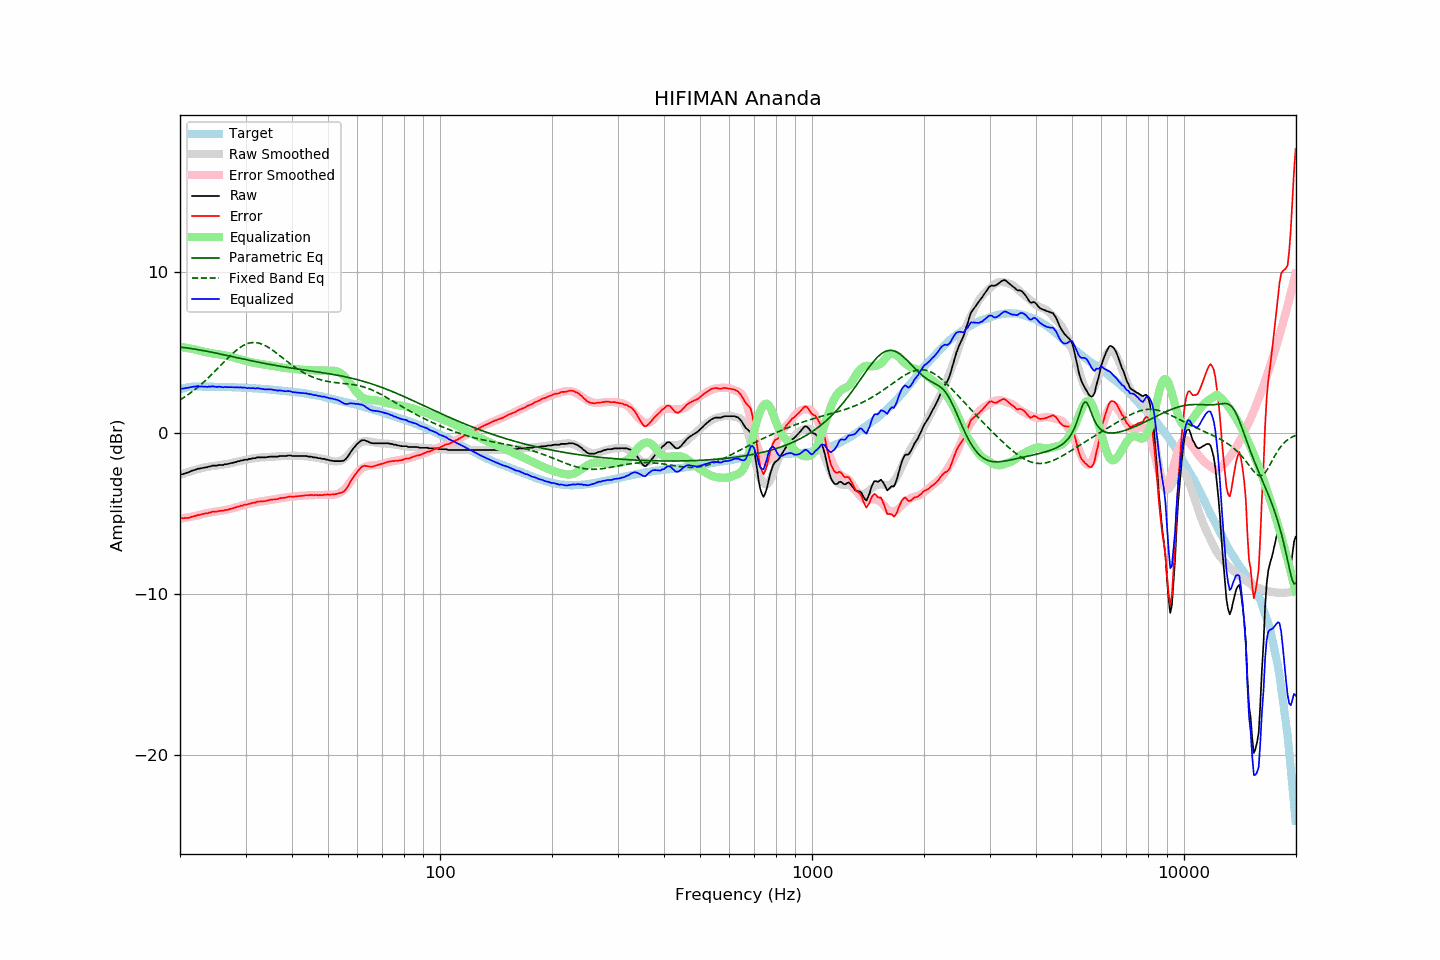 HIFIMAN Ananda
Target
Raw Smoothed
Error Smoothed
Raw
Error
Equalization
Parametric Eq
Fixed Band Eq
Equalized
10
0
−10
−20
Amplitude (dBr)
100
1000
10000
Frequency (Hz)